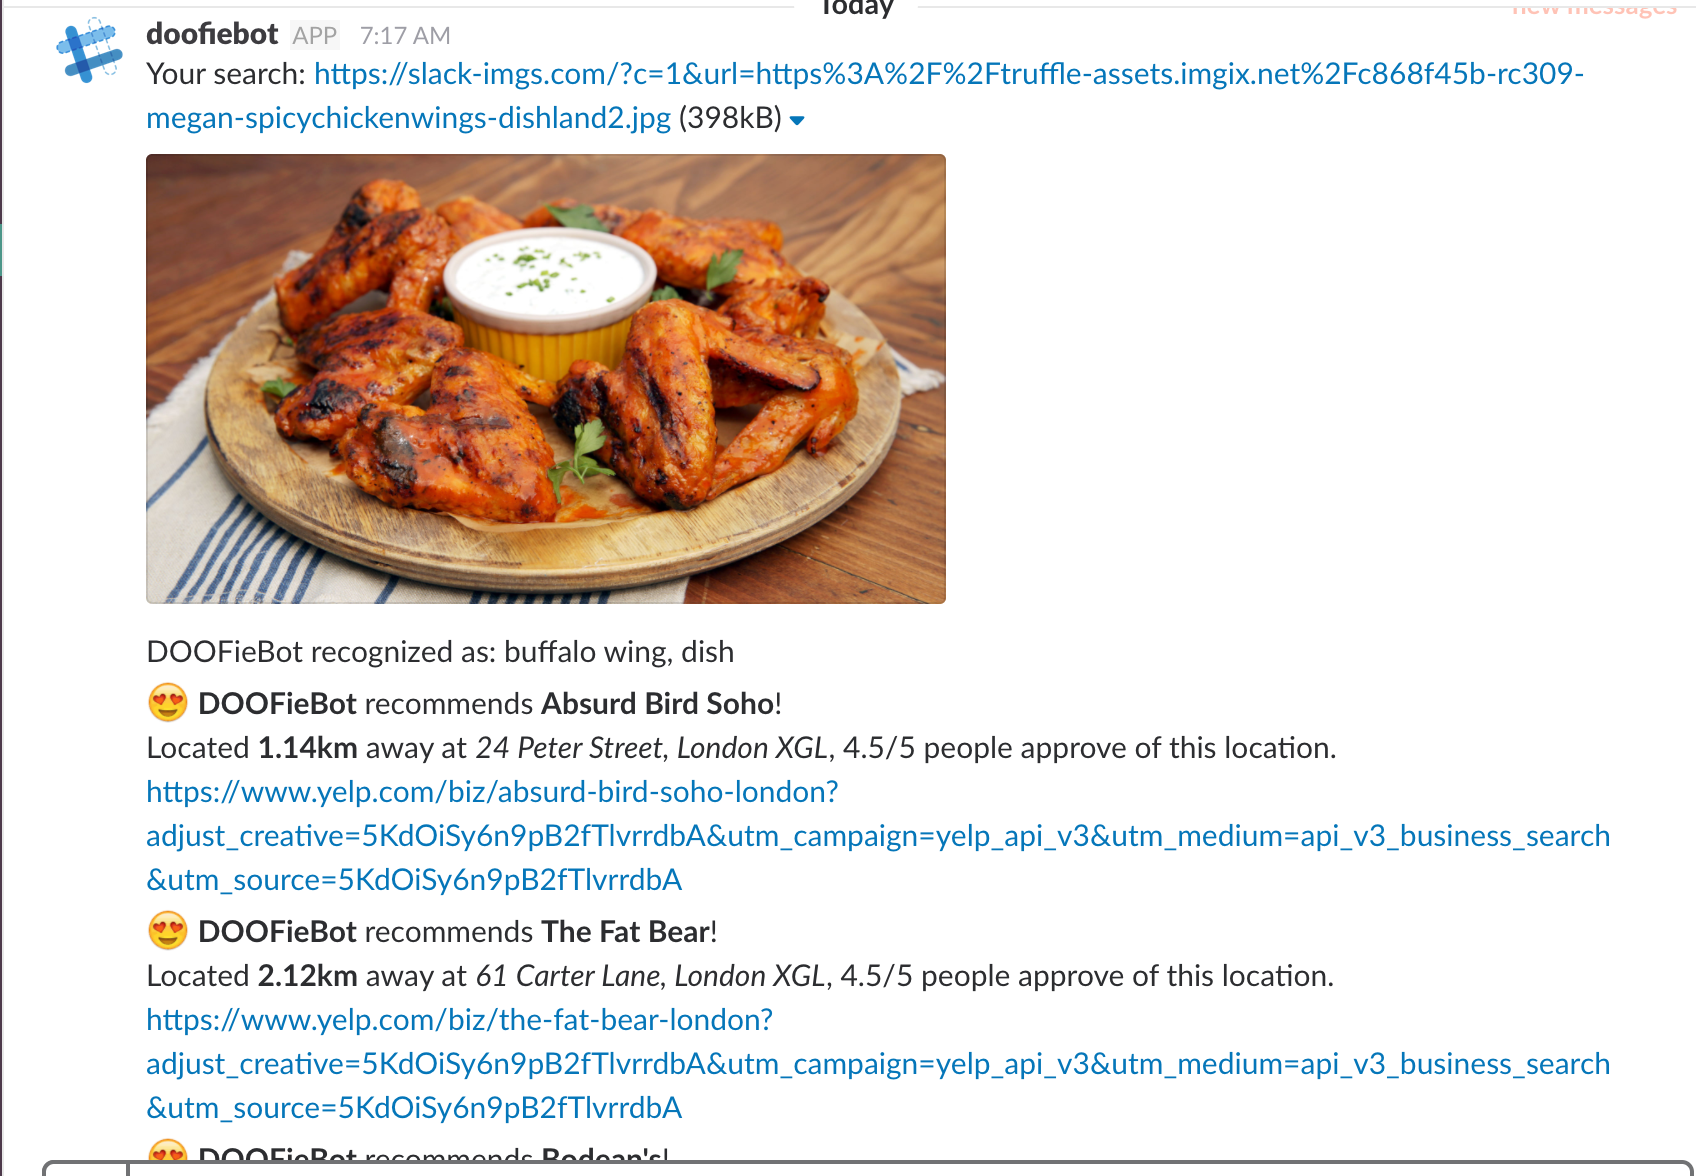 Today
new messages
doofiebot APP 7:17 AM
Your search: https://slack-imgs.com/?c=1&url=https%3A%2F%2Ftruffle-assets.imgix.net%2Fc868f45b-rc309-
megan-spicychickenwings-dishland2.jpg (398kB)
DOOFieBot recognized as: buffalo wing, dish
DOOFieBot recommends Absurd Bird Soho!
Located 1.14km away at 24 Peter Street, London XGL, 4.5/5 people approve of this location.
https://www.yelp.com/biz/absurd-bird-soho-london?
adjust_creative=5KdOiSy6n9pB2fTlvrrdbA&utm_campaign=yelp_api_v3&utm_medium=api_v3_business_search
&utm_source=5KdOiSy6n9pB2fTlvrrdbA
DOOFieBot recommends The Fat Bear!
Located 2.12km away at 61 Carter Lane, London XGL, 4.5/5 people approve of this location.
https://www.yelp.com/biz/the-fat-bear-london?
adjust_creative=5KdOiSy6n9pB2fTlvrrdbA&utm_campaign=yelp_api_v3&utm_medium=api_v3_business_search
&utm_source=5KdOiSy6n9pB2fTlvrrdbA
DOOFieBot recommends Bodean's!